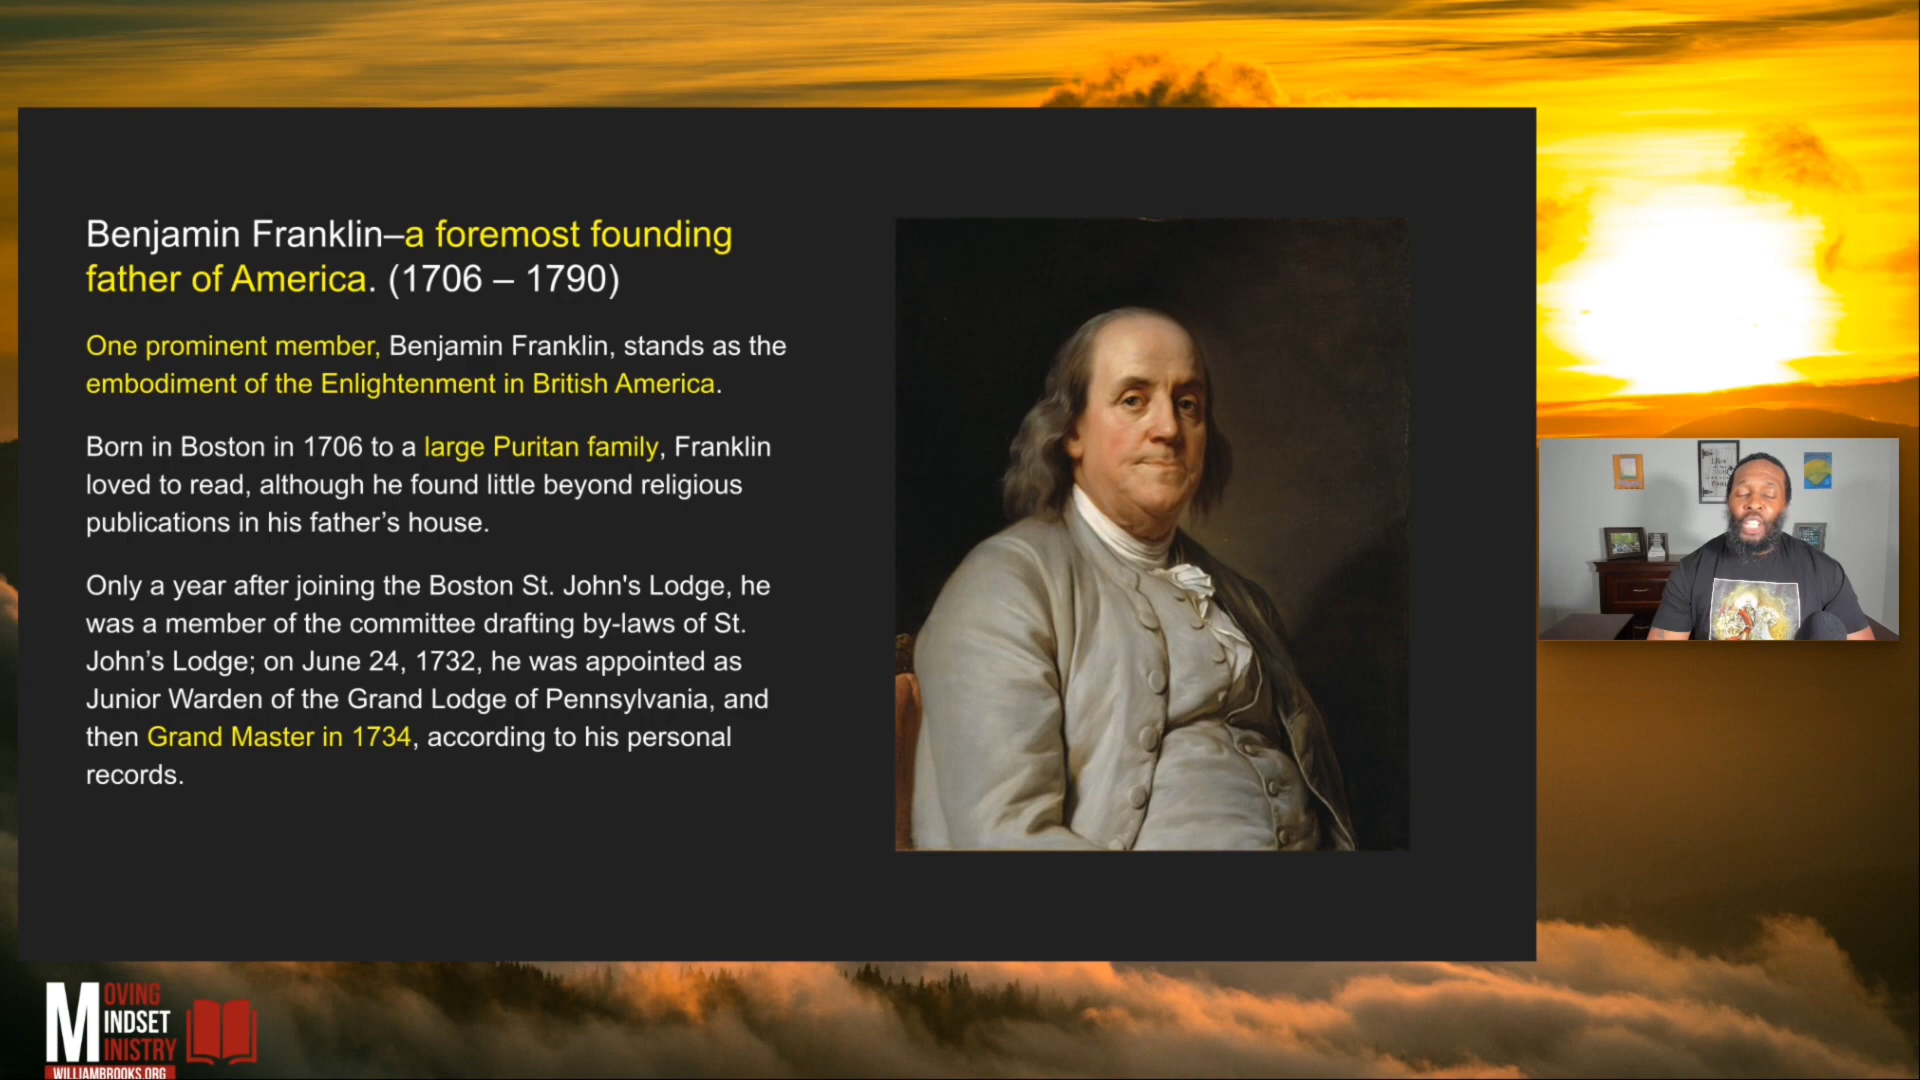 Benjamin Franklin–a foremost founding
father of America. (1706 – 1790)
One prominent member, Benjamin Franklin, stands as the
embodiment of the Enlightenment in British America.
Born in Boston in 1706 to a large Puritan family, Franklin
loved to read, although he found little beyond religious
publications in his father’s house.
Only a year after joining the Boston St. John's Lodge, he
was a member of the committee drafting by-laws of St.
John’s Lodge; on June 24, 1732, he was appointed as
Junior Warden of the Grand Lodge of Pennsylvania, and
then Grand Master in 1734, according to his personal
records.
MOVING
MINDSET
MINISTRY
WILLIAMBROOKS.ORG